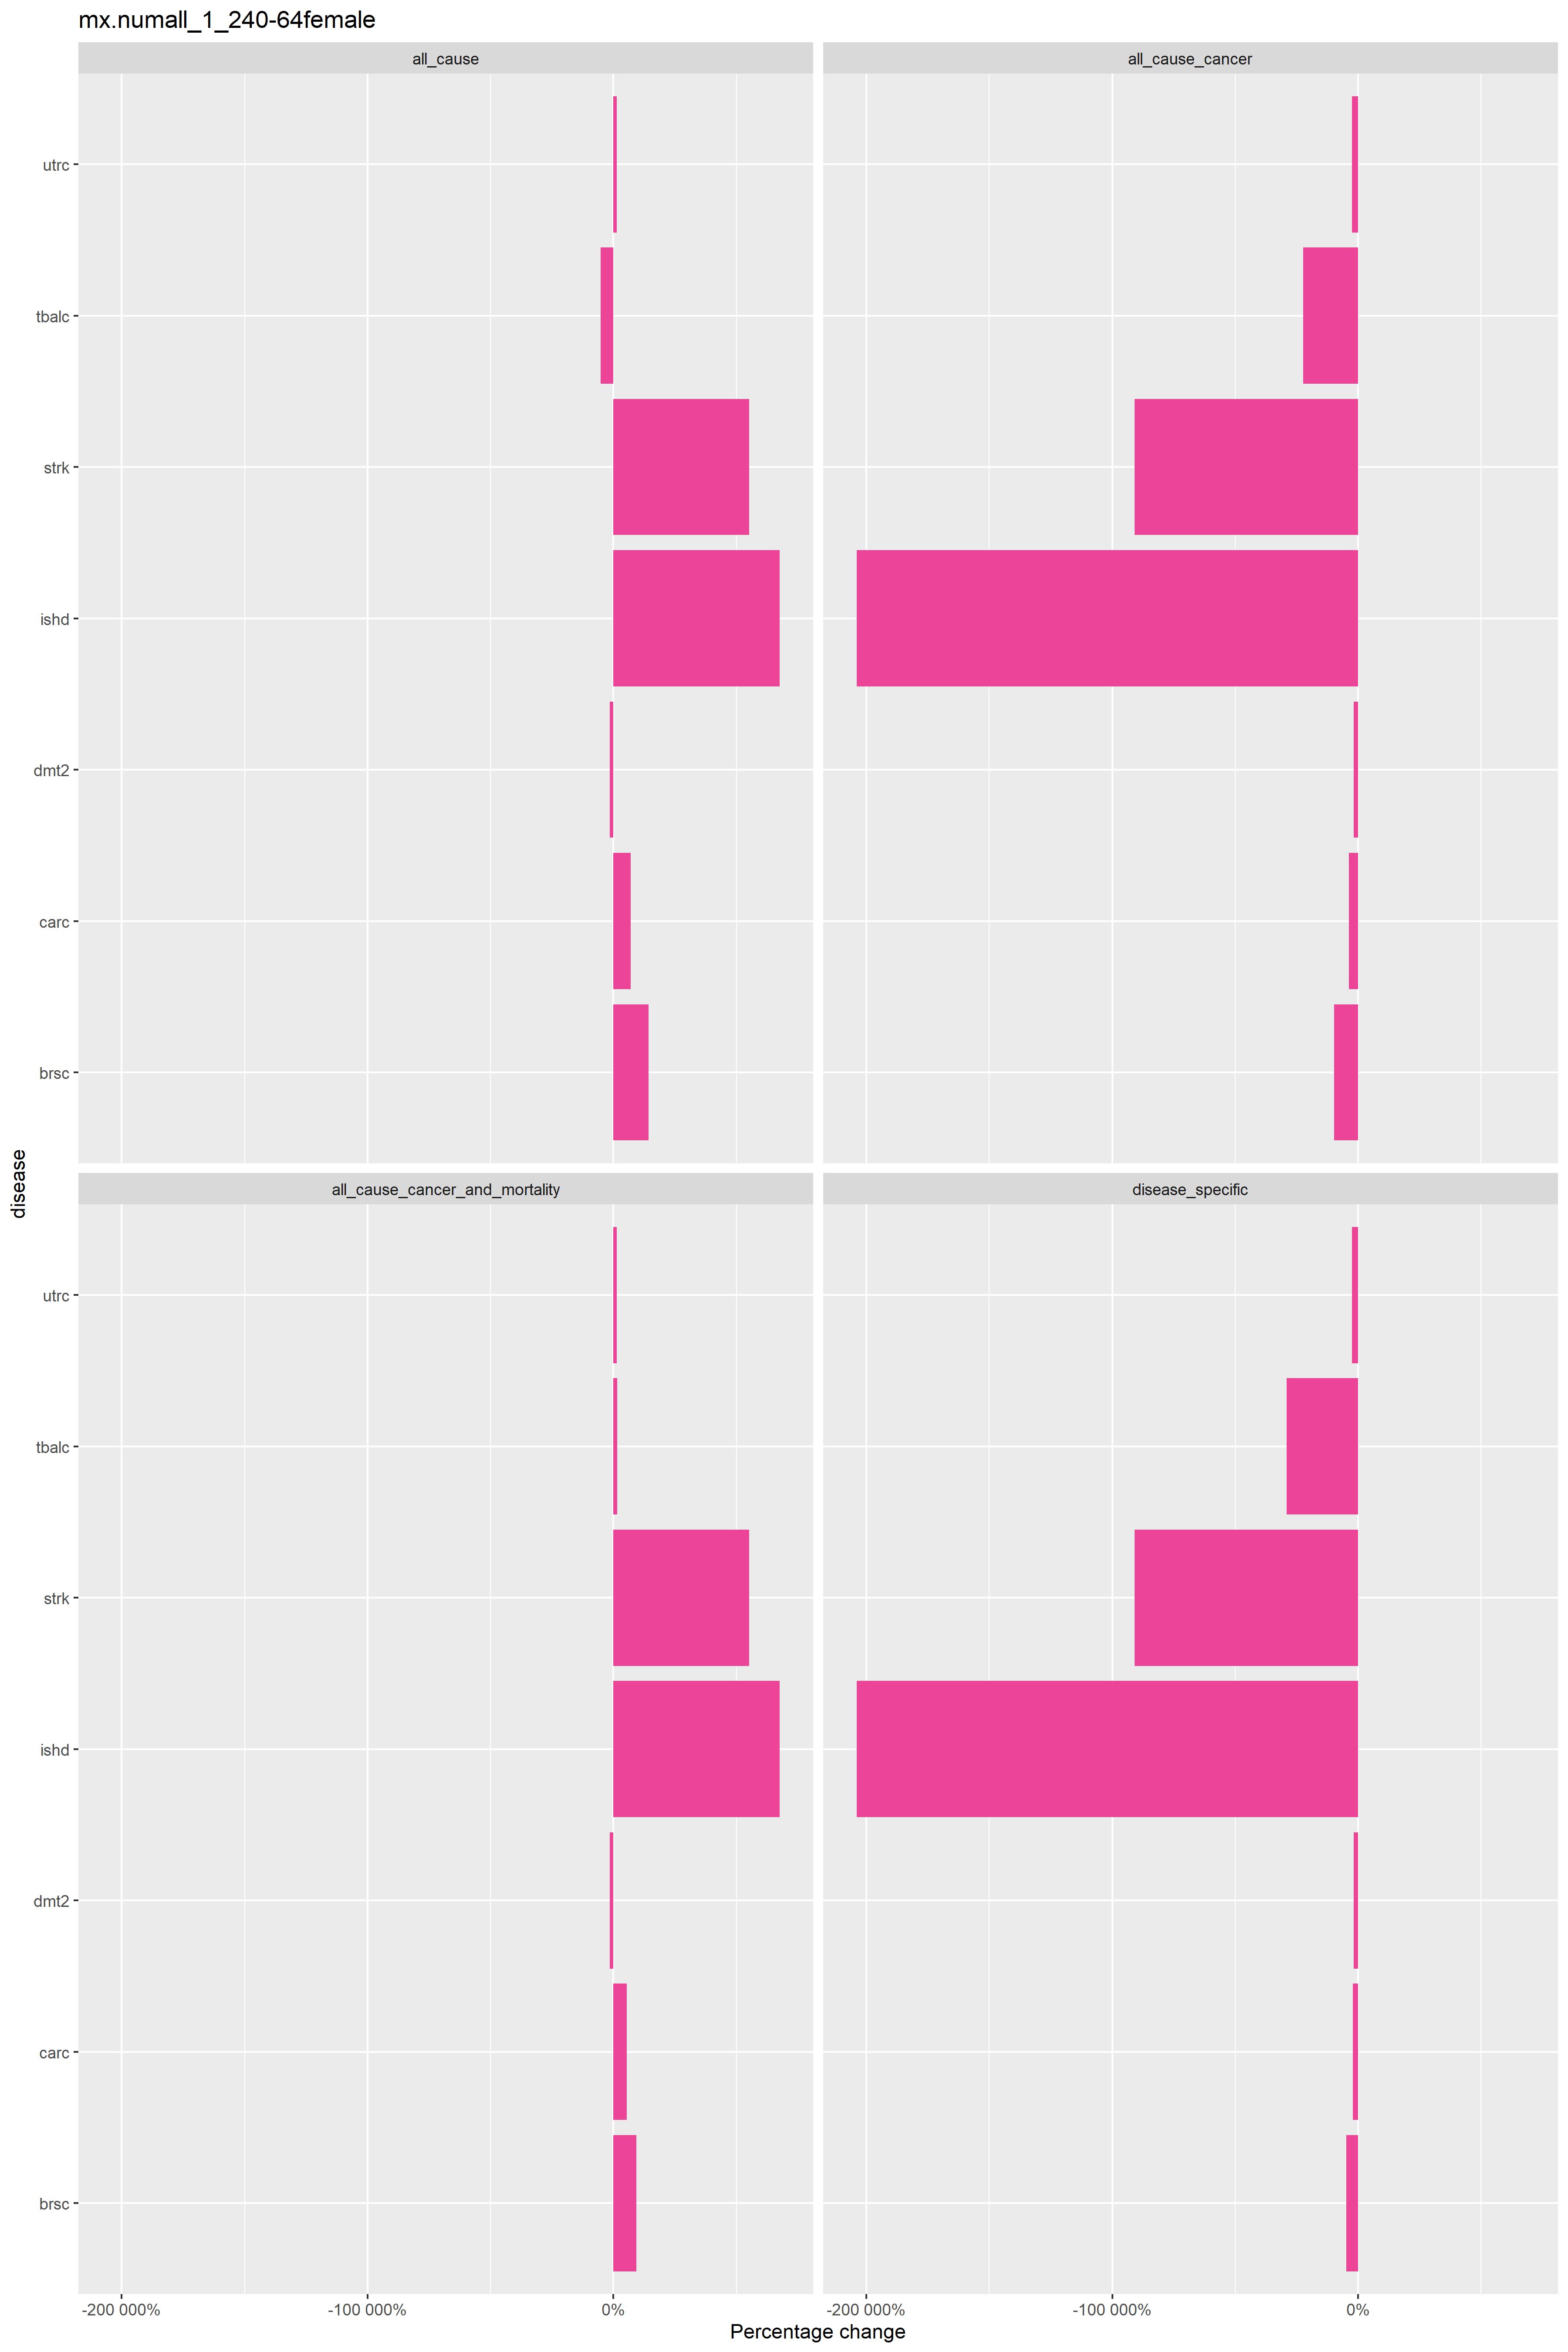 mx.numall_1_240-64female
all_cause
all_cause_cancer
utrc
tbalc
strk
ishd
dmt2
carc
brsc
disease
all_cause_cancer_and_mortality
disease_specific
utrc
tbalc
strk
ishd
dmt2
carc
brsc
-200 000%
-100 000%
0%
-200 000%
-100 000%
0%
Percentage change